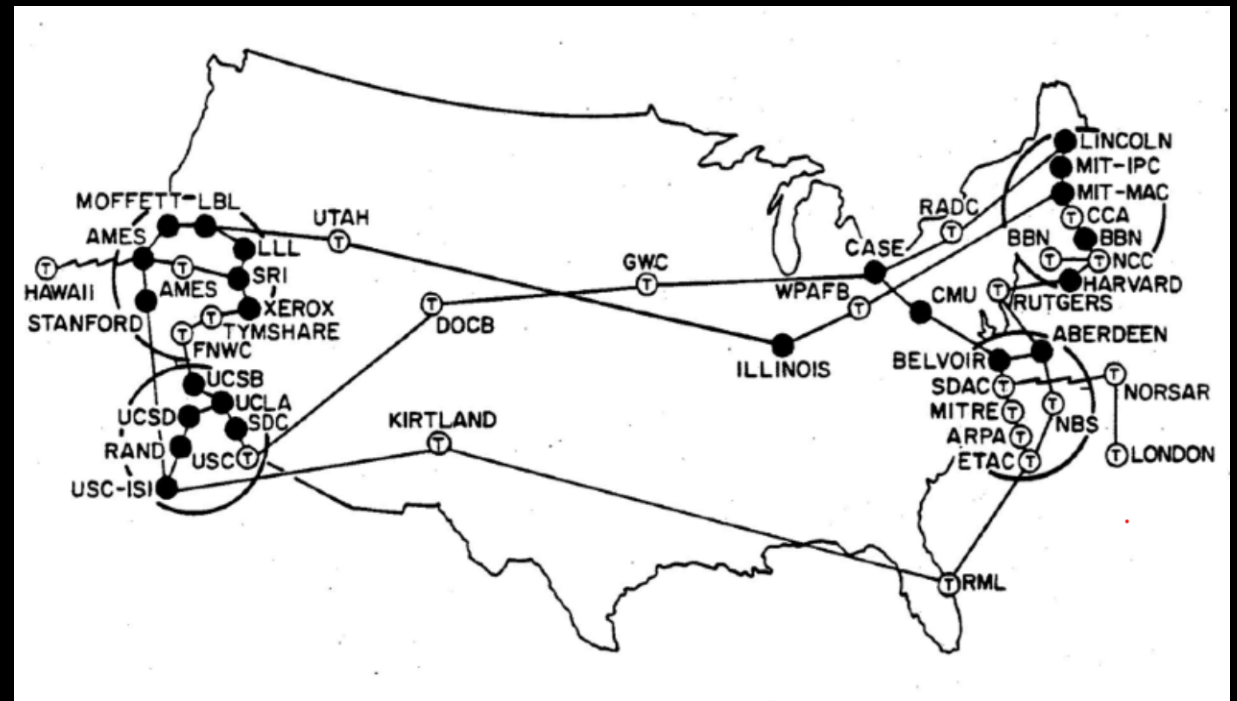 MOFFETT
LBL
UTAH
AMES
LLL
T
T
T
SRI
HAWAII
AMES
XEROX
STANFORD
T
TYMSHARE
T
FNWC
T
DOCB
GWC
T
CASE
RADC
T
WPAFB
T
ILLINOIS
CMU
LINCOLN
MIT-IPC
MIT-MAC
T
CCA
BBN
BBN
T
T
NCC
HARVARD
T
RUTGERS
ABERDEEN
BELVOIR
SDAC
T
T
NORSAR
MITRE
T
T
NBS
ARPA
T
ETAC
T
T
LONDON
UCSB
UCLA
UCSD
SDC
RAND
USC
T
USC-ISI
KIRTLAND
T
T
RML